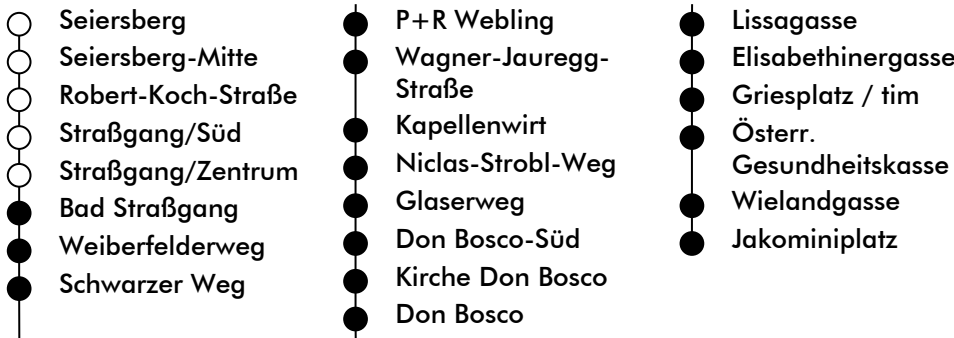 Seiersberg
Seiersberg-Mitte
Robert-Koch-Straße
Straßgang/Süd
Straßgang/Zentrum
Bad Straßgang
Weiberfelderweg
Schwarzer Weg
P+R Webling
Wagner-Jauregg-
Straße
Kapellenwirt
Niclas-Strobl-Weg
Glaserweg
Don Bosco-Süd
Kirche Don Bosco
Don Bosco
Lissagasse
Elisabethinergasse
Griesplatz / tim
Österr.
Gesundheitskasse
Wielandgasse
Jakominiplatz